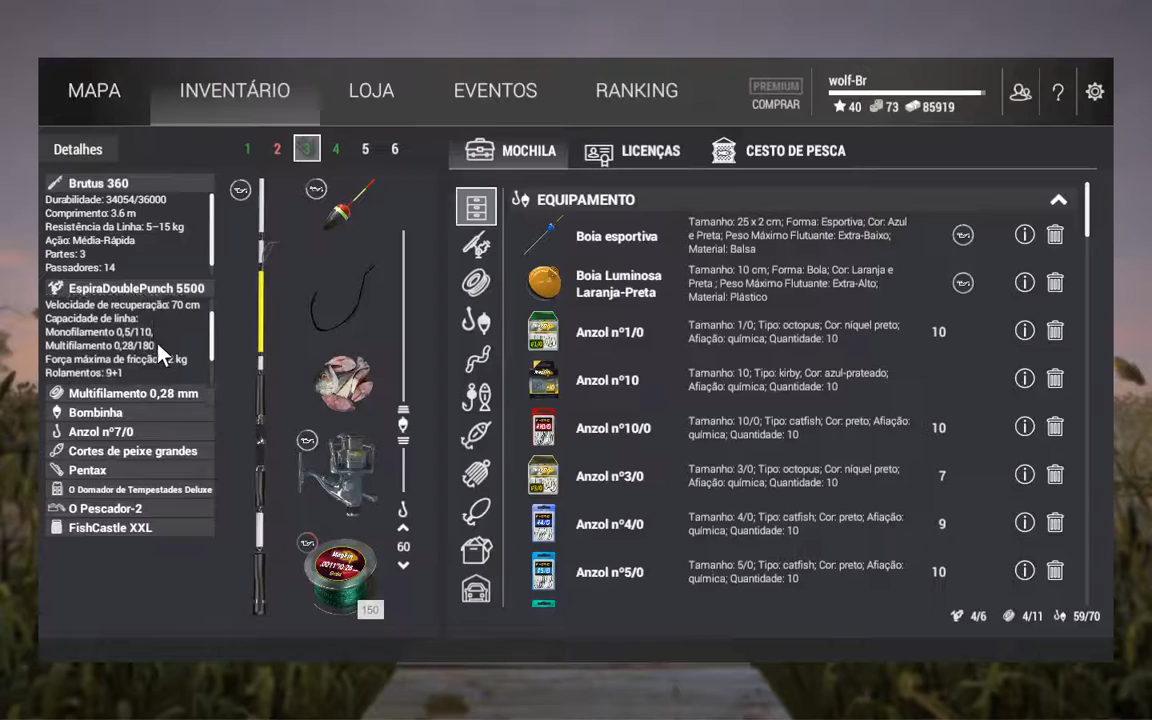 MAPA
INVENTÁRIO
LOJA
EVENTOS
RANKING
PREMIUM
COMPRAR
wolf-Br
40
73
85919
?
Detalhes
1
2
3
4
5
6
MOCHILA
LICENÇAS
CESTO DE PESCA
Brutus 360
Durabilidade: 34054/36000
Comprimento: 3.6 m
Resistência da Linha: 5–15 kg
Ação: Média-Rápida
Partes: 3
Passadores: 14
EspiraDoublePunch 5500
Velocidade de recuperação: 70 cm
Capacidade de linha:
Monofilamento 0,5/110,
Multifilamento 0,28/180
Força máxima de fricção: kg
Rolamentos: 9+1
Multifilamento 0,28 mm
Bombinha
Anzol nº7/0
Cortes de peixe grandes
Pentax
O Domador de Tempestades Deluxe
O Pescador-2
FishCastle XXL
60
150
EQUIPAMENTO
Boia esportiva
Tamanho: 25 x 2 cm; Forma: Esportiva; Cor: Azul
e Preta; Peso Máximo Flutuante: Extra-Baixo;
Material: Balsa
Boia Luminosa
Laranja-Preta
Tamanho: 10 cm; Forma: Bola; Cor: Laranja e
Preta ; Peso Máximo Flutuante: Extra-Alto;
Material: Plástico
Anzol nº1/0
Tamanho: 1/0; Tipo: octopus; Cor: níquel preto;
Afiação: química; Quantidade: 10
10
Anzol nº10
Tamanho: 10; Tipo: kirby; Cor: azul-prateado;
Afiação: química; Quantidade: 10
Anzol nº10/0
Tamanho: 10/0; Tipo: catfish; Cor: preto; Afiação:
química; Quantidade: 10
10
Anzol nº3/0
Tamanho: 3/0; Tipo: octopus; Cor: níquel preto;
Afiação: química; Quantidade: 10
7
Anzol nº4/0
Tamanho: 4/0; Tipo: catfish; Cor: preto; Afiação:
química; Quantidade: 10
9
Anzol nº5/0
Tamanho: 5/0; Tipo: catfish; Cor: preto; Afiação:
química; Quantidade: 10
10
4/6
4/11
59/70